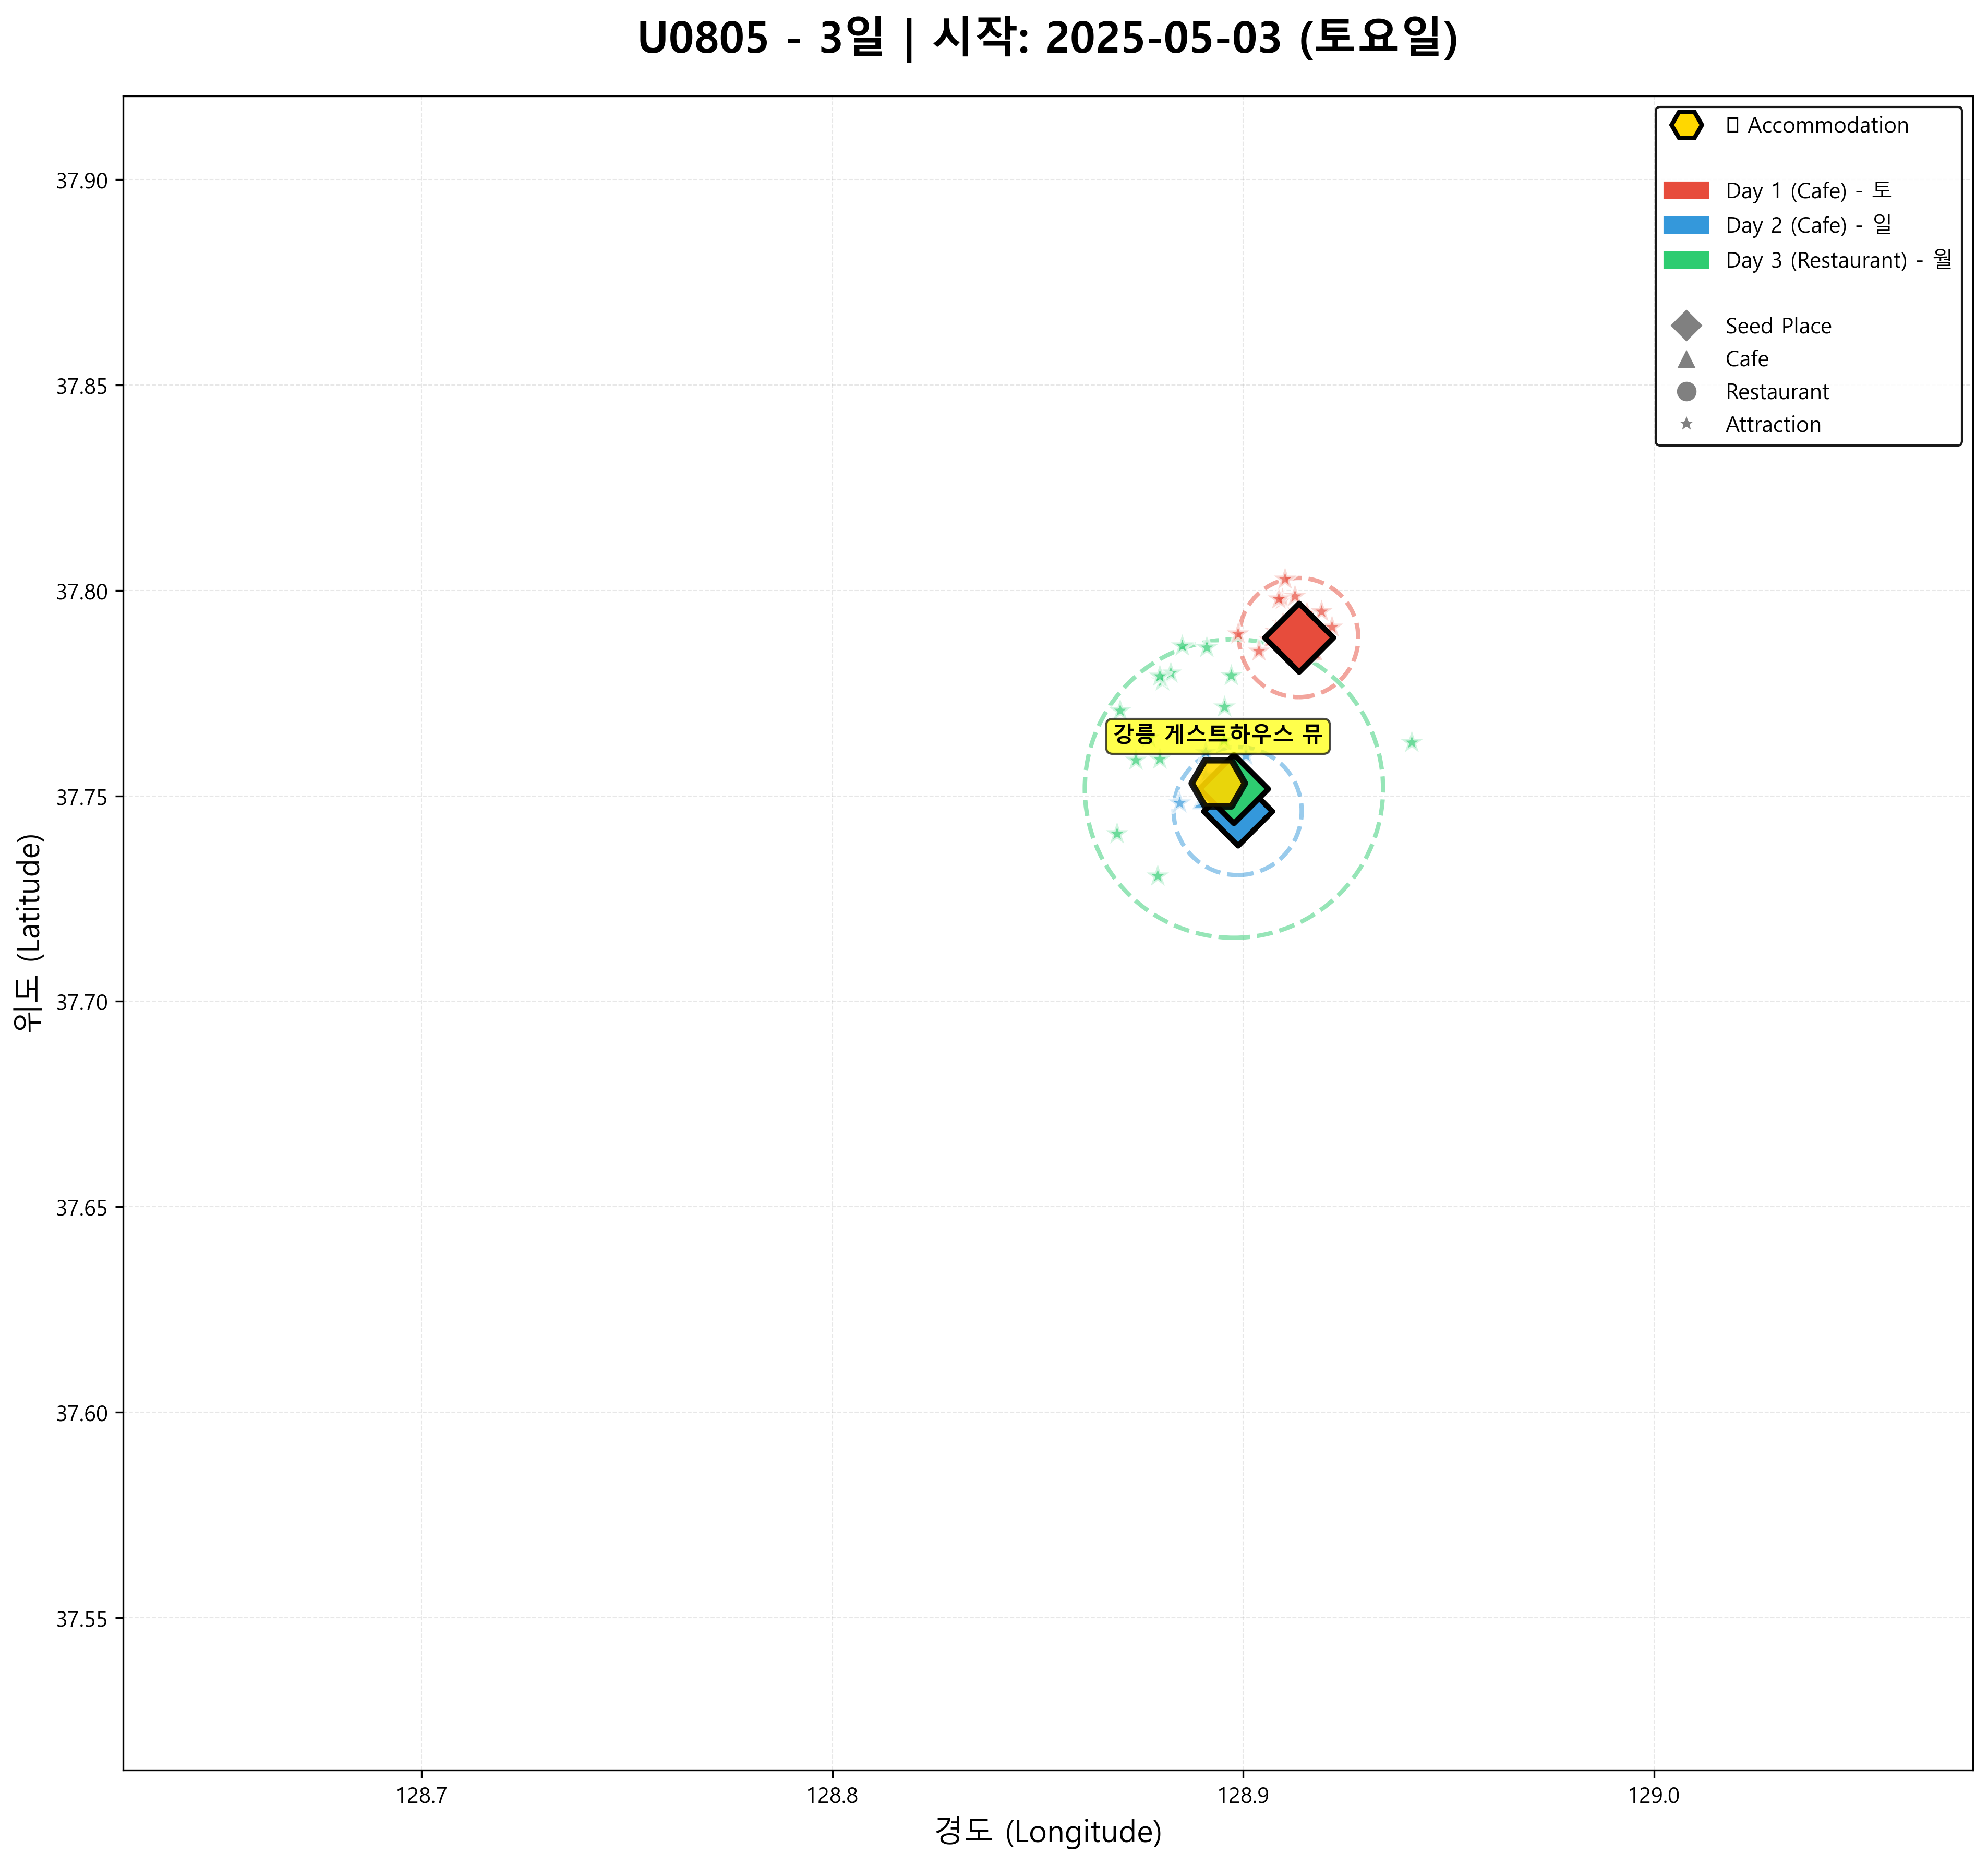 U0805 - 3일 | 시작: 2025-05-03 (토요일)
Accommodation
Day 1 (Cafe) - 토
Day 2 (Cafe) - 일
Day 3 (Restaurant) - 월
Seed Place
Cafe
Restaurant
Attraction
37.90
37.85
37.80
37.75
37.70
37.65
37.60
37.55
강릉 게스트하우스 뮤
위도 (Latitude)
128.7
128.8
128.9
129.0
경도 (Longitude)